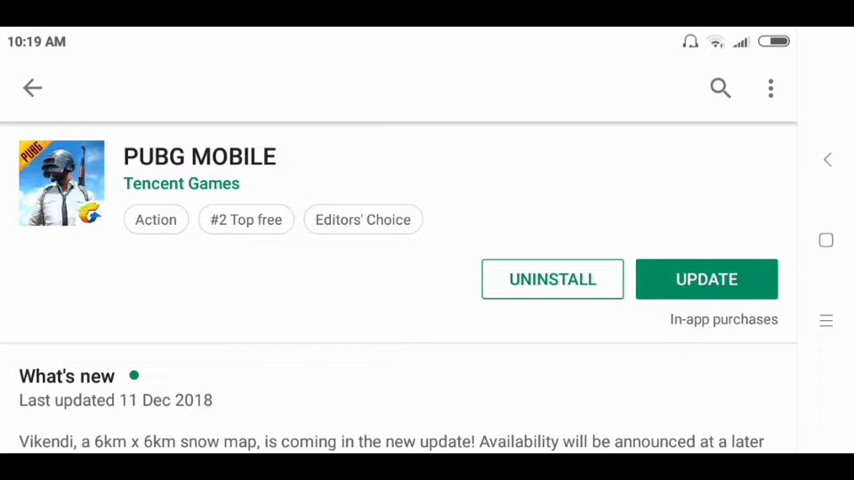 10:19 AM
PUBG
PUBG MOBILE
Tencent Games
Action
#2 Top free
Editors' Choice
UNINSTALL
UPDATE
In-app purchases
What's new
Last updated 11 Dec 2018
Vikendi, a 6km x 6km snow map, is coming in the new update! Availability will be announced at a later